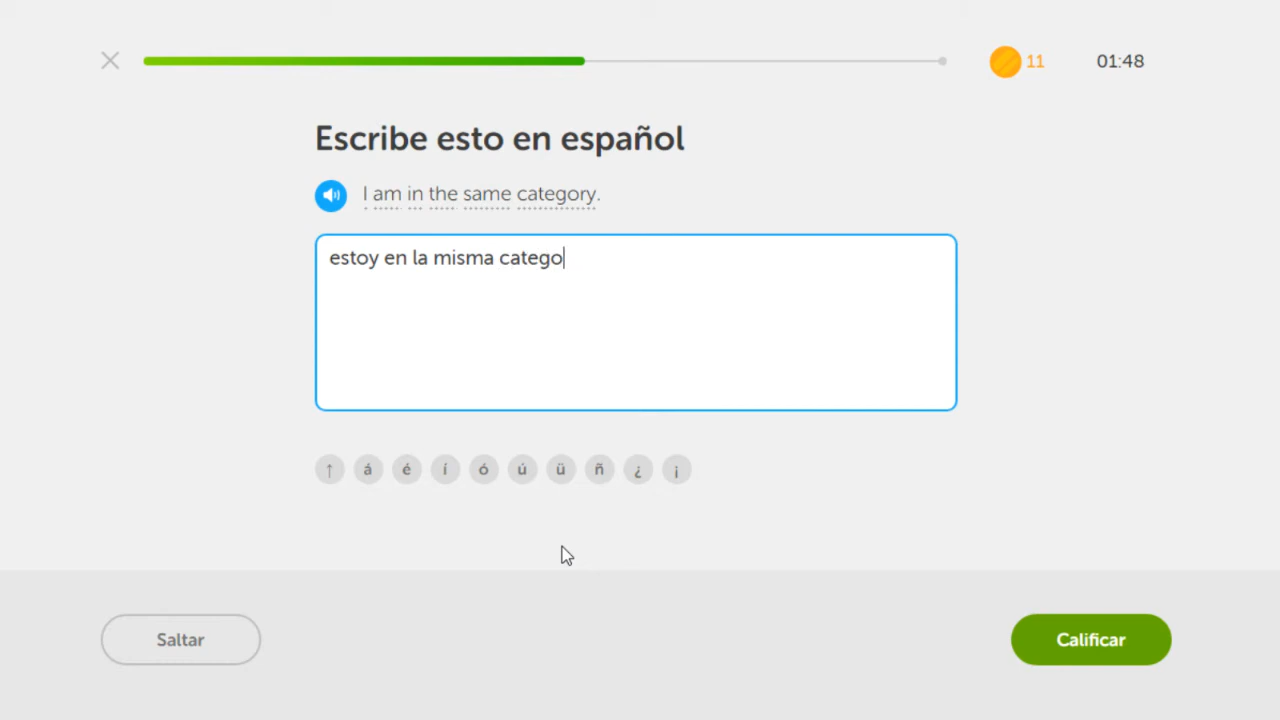 11
01:48
Escribe esto en español
I am in the same category.
estoy en la misma catego
↑ á é í ó ú ü ñ ¿ ¡
Saltar
Calificar